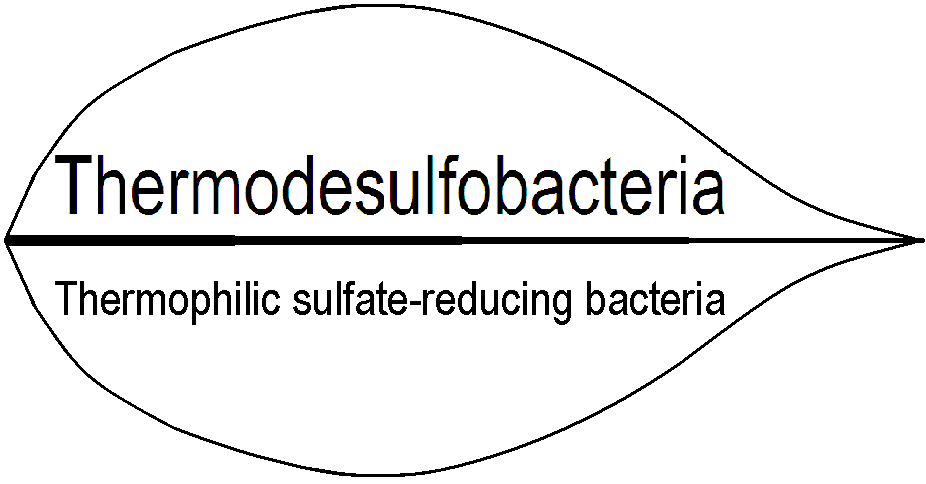 Thermodesulfobacteria
Thermophilic sulfate-reducing bacteria